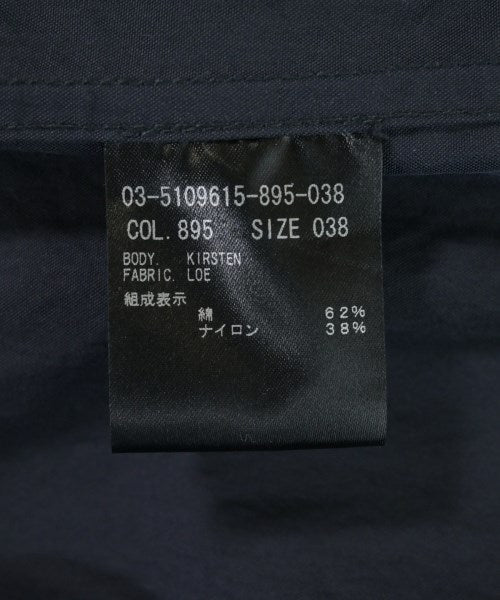 03-5109615-895-038
COL. 895 SIZE 038
BODY. KIRSTEN
FABRIC. LOE
組成表示
綿 62%
ナイロン 38%